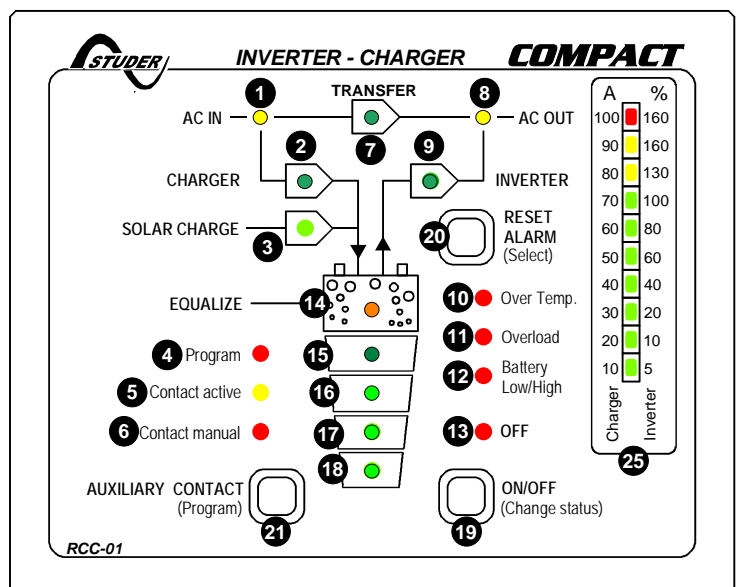 STUDER INVERTER - CHARGER COMPACT
1 TRANSFER 8 A %
AC IN AC OUT 100 160
7
2 9 90 160
CHARGER INVERTER 80 130
70 100
SOLAR CHARGE 3 20 RESET
ALARM
(Select)
60 80
50 60
EQUALIZE 14 10 Over Temp. 40 40
30 20
4 Program 15 11 Overload 20 10
5 Contact active 16 12 Battery
Low/High
10 5
6 Contact manual 17 13 OFF
Charger Inverter
18 25
AUXILIARY CONTACT
(Program)
ON/OFF
(Change status)
21 19
RCC-01